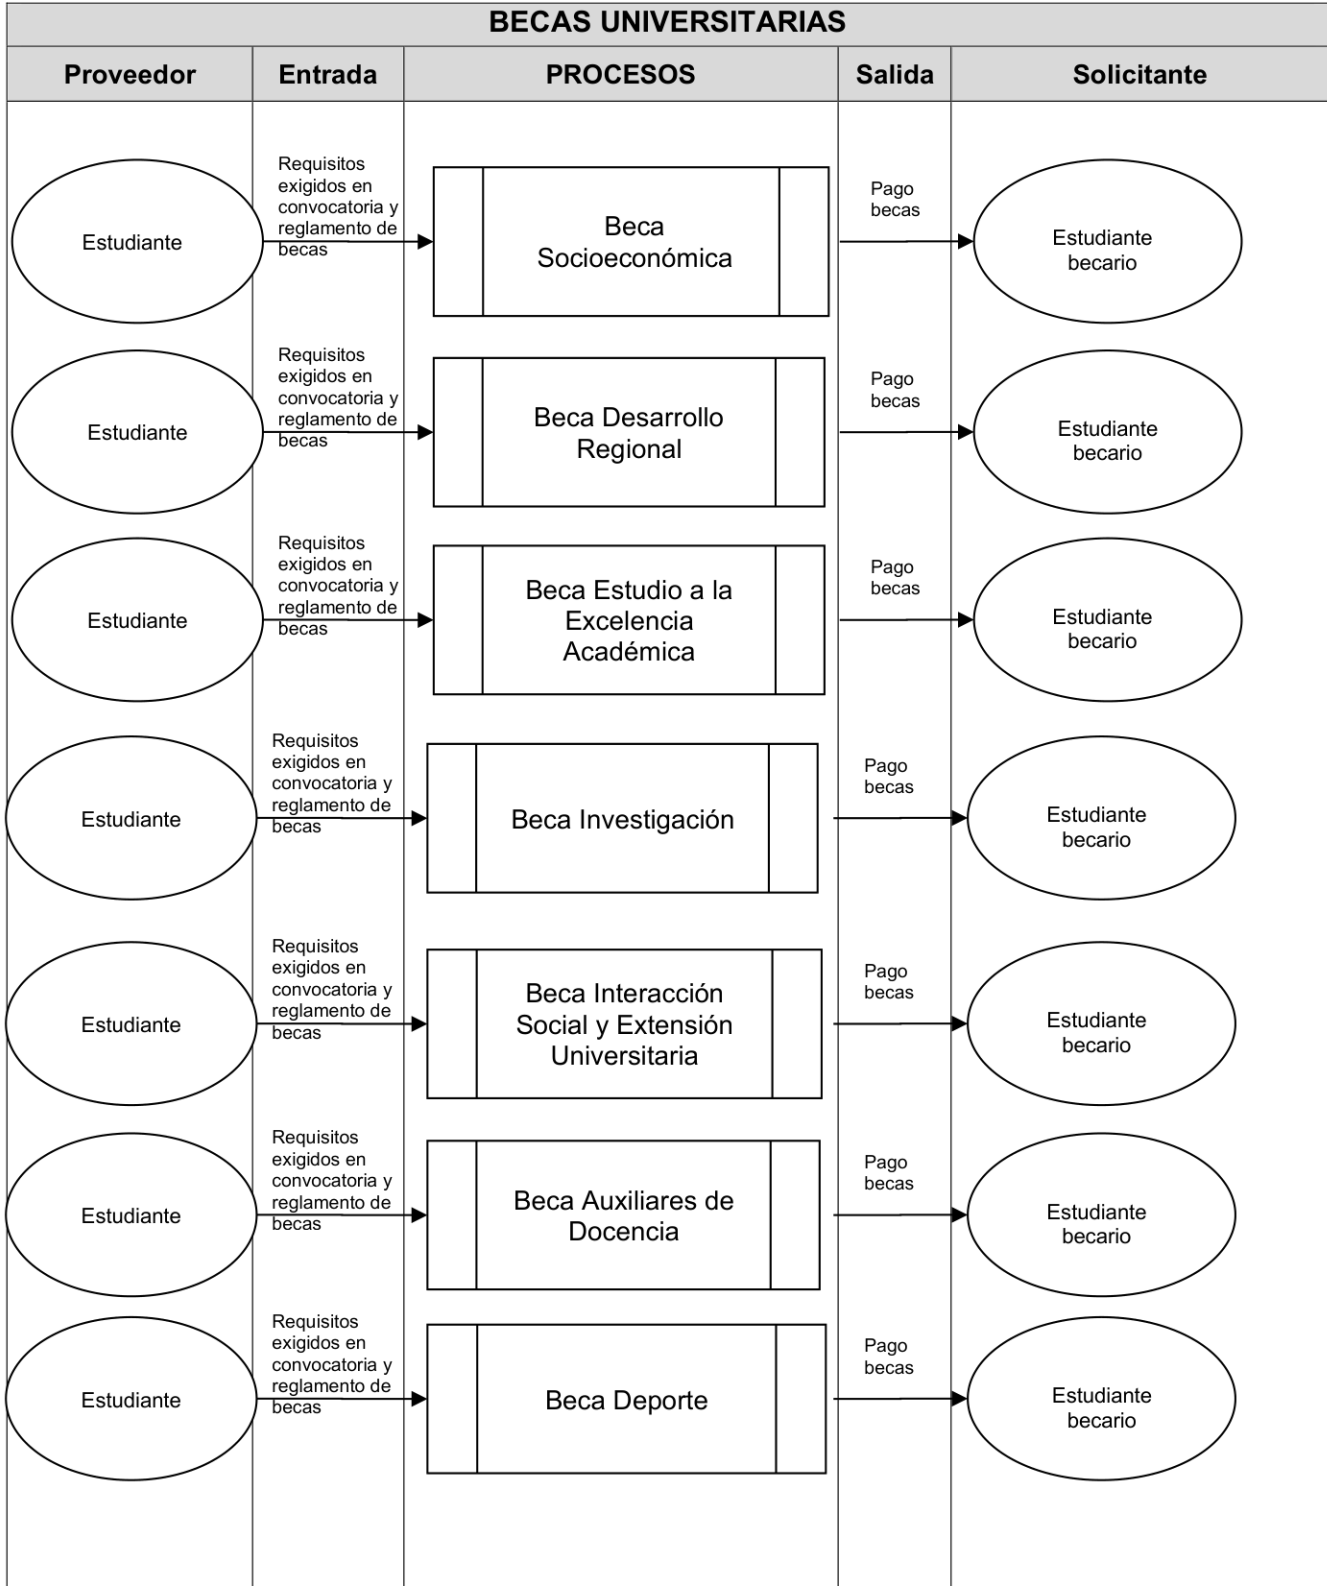 BECAS UNIVERSITARIAS
Proveedor
Entrada
PROCESOS
Salida
Solicitante
Estudiante
Requisitos
exigidos en
convocatoria y
reglamento de
becas
Beca
Socioeconómica
Pago
becas
Estudiante
becario
Estudiante
Requisitos
exigidos en
convocatoria y
reglamento de
becas
Beca Desarrollo
Regional
Pago
becas
Estudiante
becario
Estudiante
Requisitos
exigidos en
convocatoria y
reglamento de
becas
Beca Estudio a la
Excelencia
Académica
Pago
becas
Estudiante
becario
Estudiante
Requisitos
exigidos en
convocatoria y
reglamento de
becas
Beca Investigación
Pago
becas
Estudiante
becario
Estudiante
Requisitos
exigidos en
convocatoria y
reglamento de
becas
Beca Interacción
Social y Extensión
Universitaria
Pago
becas
Estudiante
becario
Estudiante
Requisitos
exigidos en
convocatoria y
reglamento de
becas
Beca Auxiliares de
Docencia
Pago
becas
Estudiante
becario
Estudiante
Requisitos
exigidos en
convocatoria y
reglamento de
becas
Beca Deporte
Pago
becas
Estudiante
becario